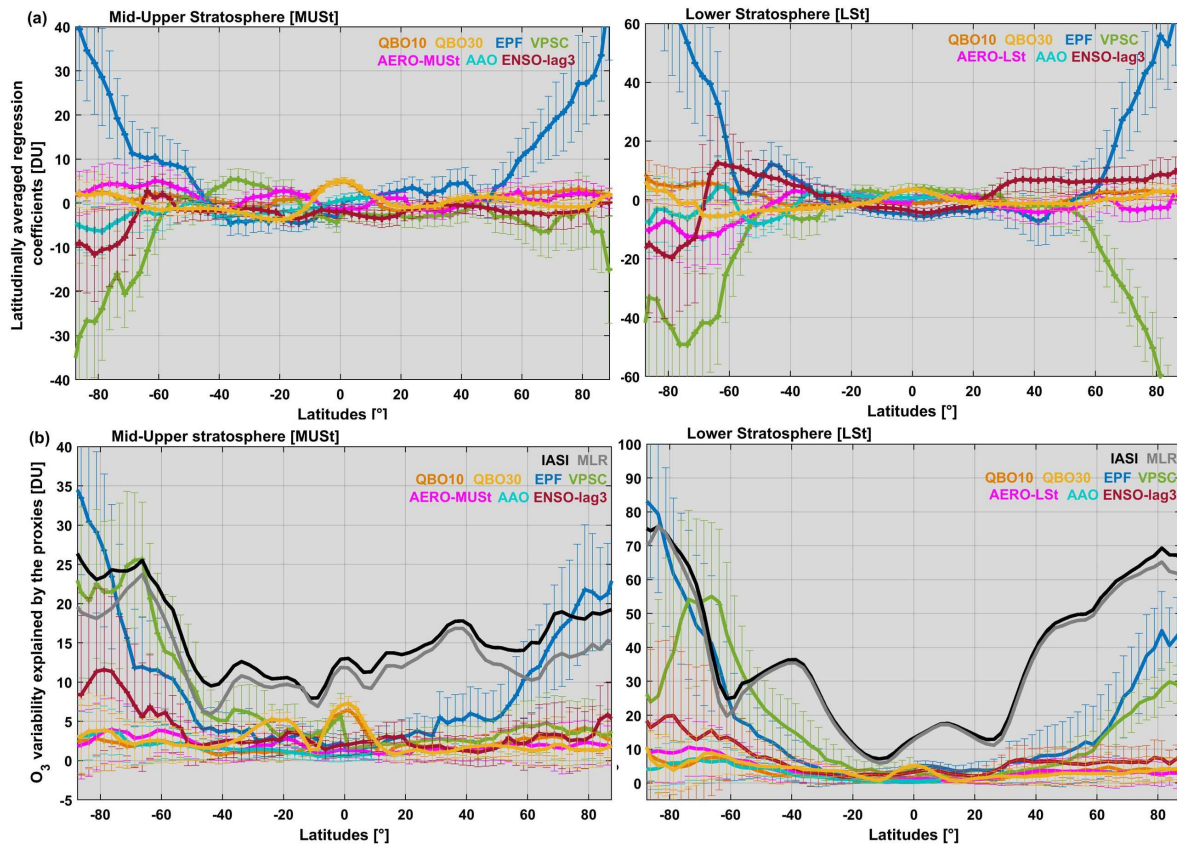 (a)
Mid-Upper Stratosphere [MUSt]
QBO10 QBO30 EPF VPSC
AERO-MUSt AAO ENSO-lag3
Latitudinally averaged regression
coefficients [DU]
40
30
20
10
0
-10
-20
-30
-40
-80 -60 -40 -20 0 20 40 60 80
Latitudes [°]
Lower Stratosphere [LSt]
QBO10 QBO30 EPF VPSC
AERO-LSt AAO ENSO-lag3
60
40
20
0
-20
-40
-60
-80 -60 -40 -20 0 20 40 60 80
Latitudes [°]
(b)
Mid-Upper stratosphere [MUSt]
IASI MLR
QBO10 QBO30 EPF VPSC
AERO-MUSt AAO ENSO-lag3
O3 variability explained by the proxies [DU]
40
35
30
25
20
15
10
5
0
-5
-80 -60 -40 -20 0 20 40 60 80
Latitudes [°]
Lower Stratosphere [LSt]
IASI MLR
QBO10 QBO30 EPF VPSC
AERO-LSt AAO ENSO-lag3
100
90
80
70
60
50
40
30
20
10
0
-80 -60 -40 -20 0 20 40 60 80
Latitudes [°]